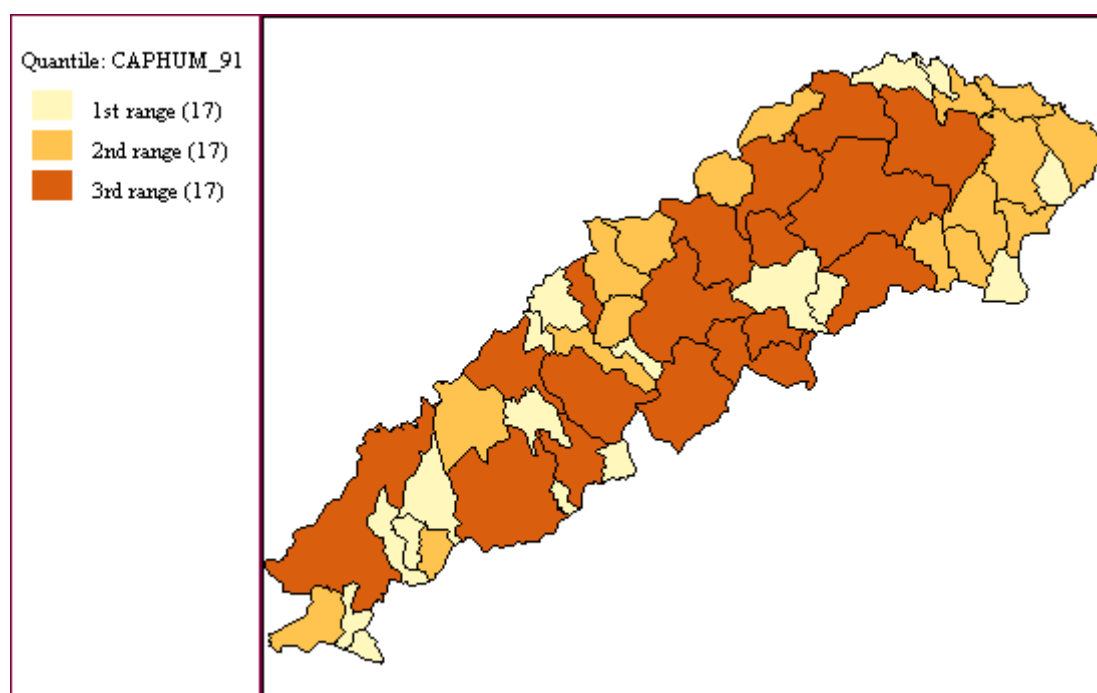 Quantile: CAPHUM_91
1st range (17)
2nd range (17)
3rd range (17)